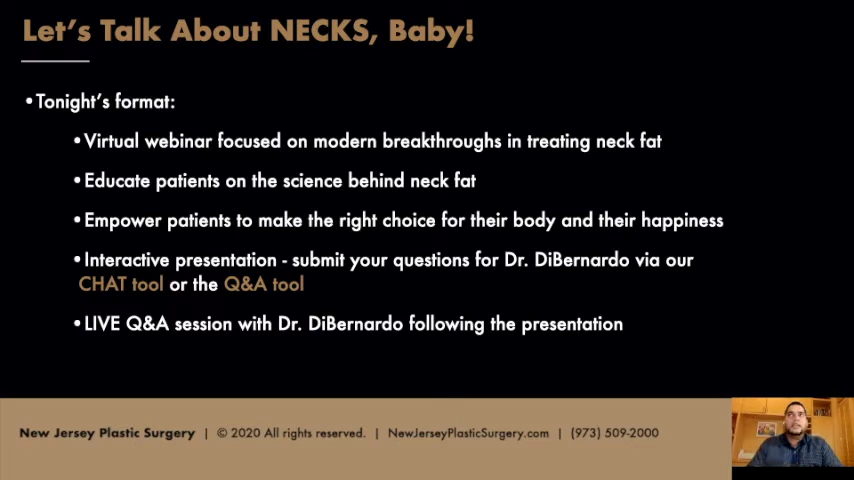 Let's Talk About NECKS, Baby!
•Tonight's format:
•Virtual webinar focused on modern breakthroughs in treating neck fat
•Educate patients on the science behind neck fat
•Empower patients to make the right choice for their body and their happiness
•Interactive presentation - submit your questions for Dr. DiBernardo via our
CHAT tool or the Q&A tool
•LIVE Q&A session with Dr. DiBernardo following the presentation
New Jersey Plastic Surgery | © 2020 All rights reserved. | NewJerseyPlasticSurgery.com | (973) 509-2000